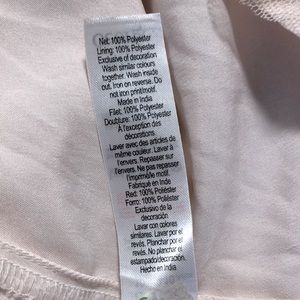 Net: 100% Polyester
Lining: 100% Polyester
Exclusive of decoration
Wash similar colours
together. Wash inside
out. Iron on reverse. Do
not iron print/motif.
Made in India
Filet: 100% Polyester
Doublure: 100% Polyester
À l'exception des
décorations.
Laver avec des articles de
même couleur. Laver à
l'envers. Repasser sur
l'envers. Ne pas repasser
l'imprimé/le motif.
Fabriqué en Inde
Red: 100% Poliéster
Forro: 100% Poliéster
Exclusivo de la
decoración
Lavar con colores
similares. Lavar por el
revés. Planchar por el
revés. No planchar el
estampado/decoración.
Hecho en India